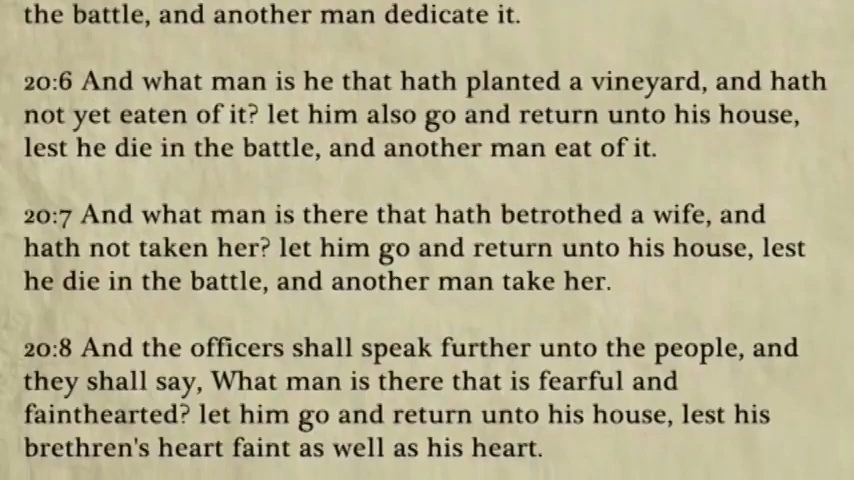 the battle, and another man dedicate it.
20:6 And what man is he that hath planted a vineyard, and hath
not yet eaten of it? let him also go and return unto his house,
lest he die in the battle, and another man eat of it.
20:7 And what man is there that hath betrothed a wife, and
hath not taken her? let him go and return unto his house, lest
he die in the battle, and another man take her.
20:8 And the officers shall speak further unto the people, and
they shall say, What man is there that is fearful and
fainthearted? let him go and return unto his house, lest his
brethren's heart faint as well as his heart.